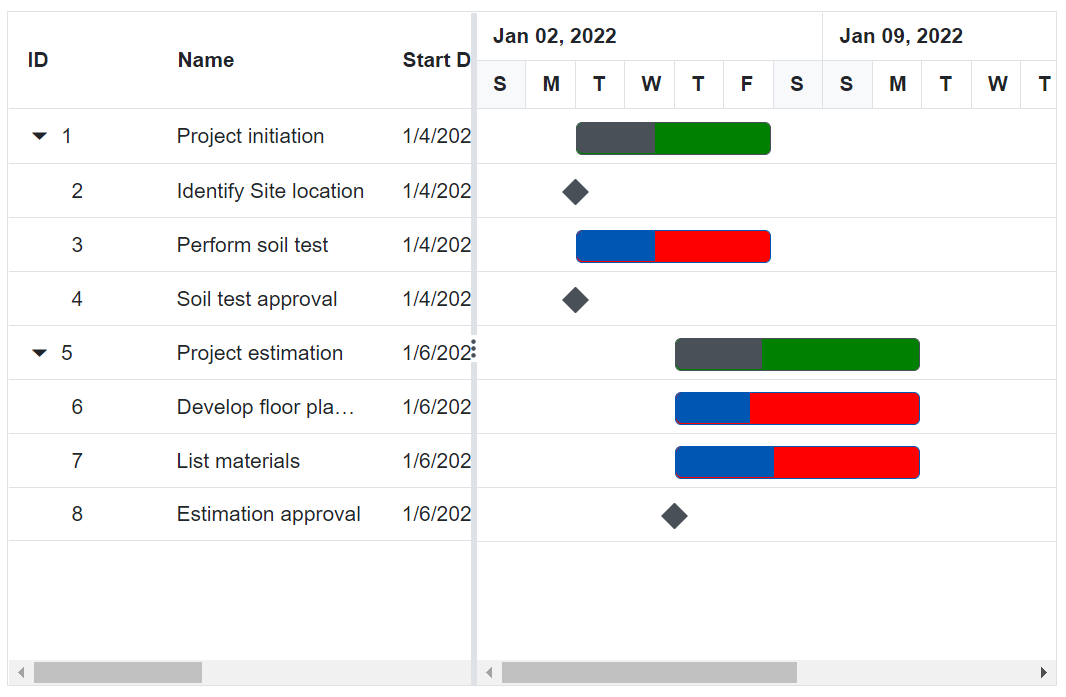 Jan 02, 2022 Jan 09, 2022
ID Name Start D
S M T W T F S S M T W T
1 Project initiation 1/4/202
2 Identify Site location 1/4/202
3 Perform soil test 1/4/202
4 Soil test approval 1/4/202
5 Project estimation 1/6/202
6 Develop floor pla… 1/6/202
7 List materials 1/6/202
8 Estimation approval 1/6/202